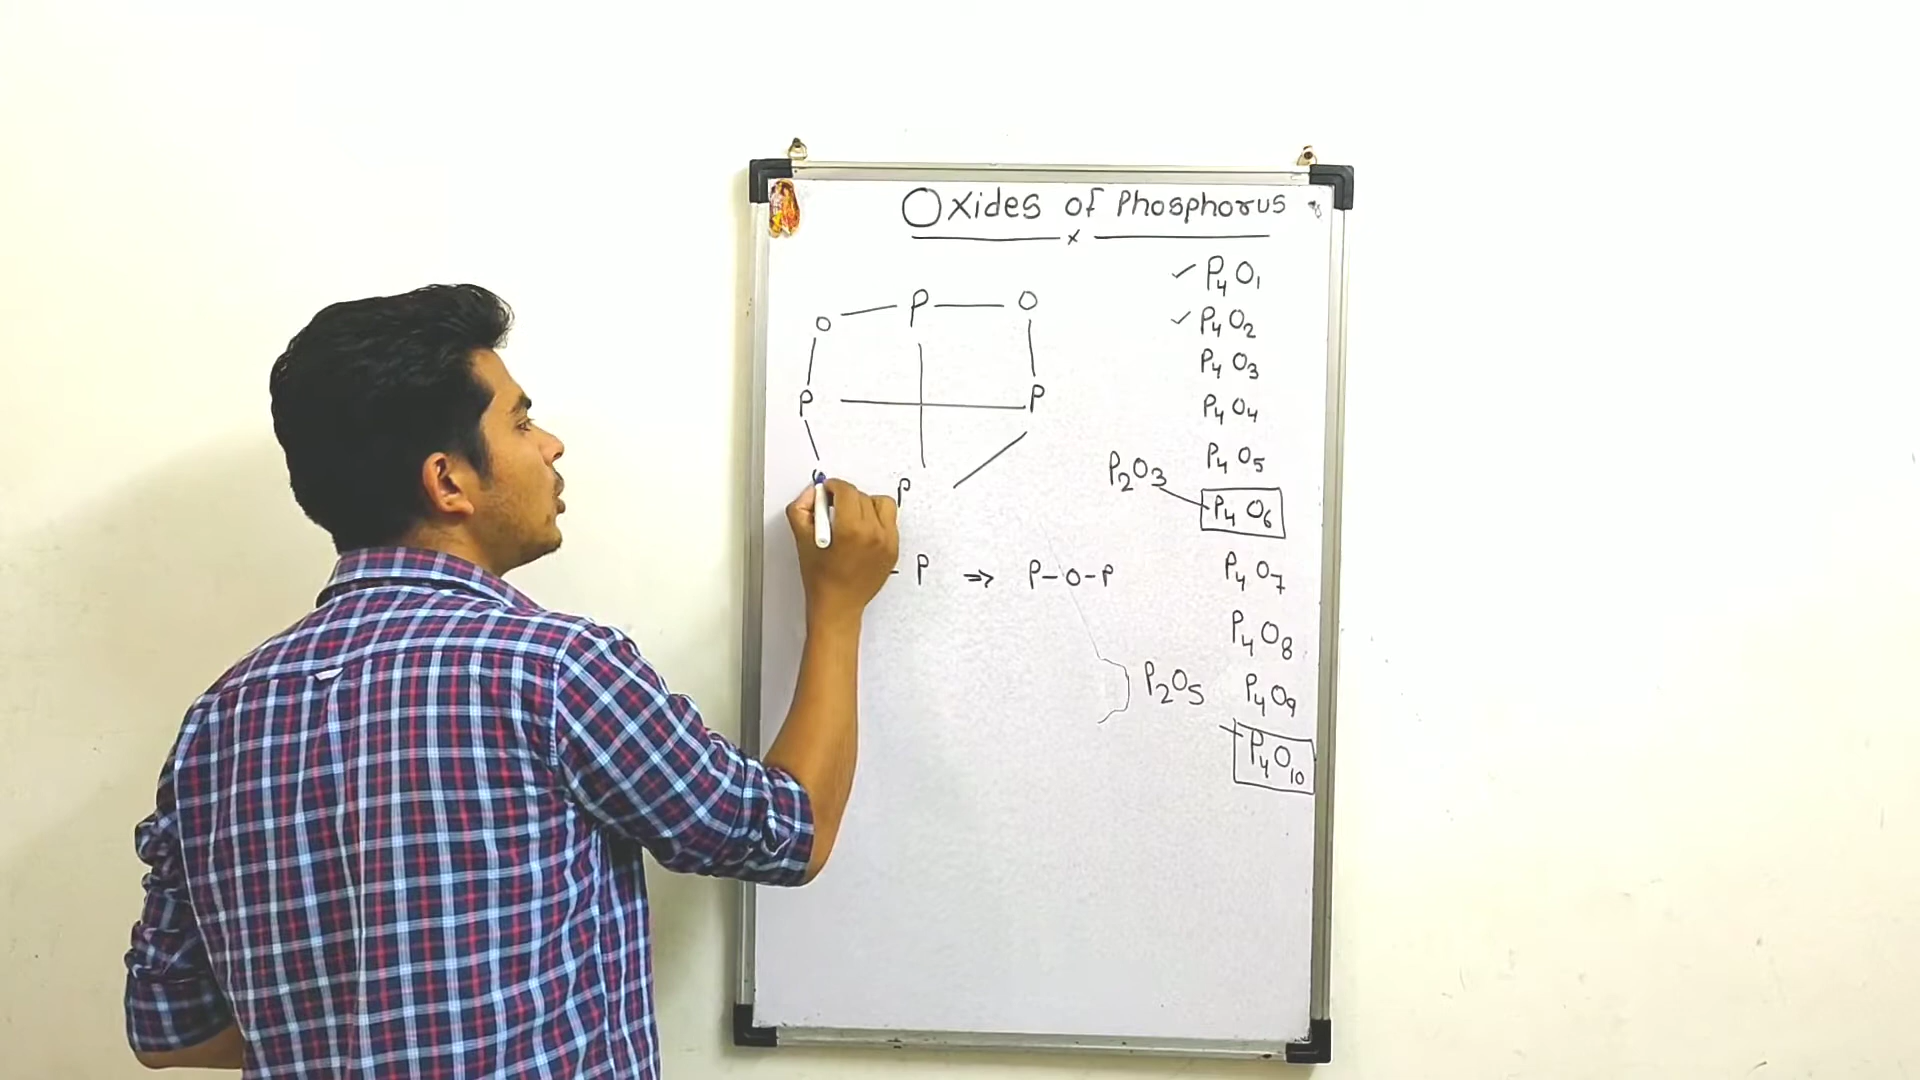 Oxides of Phosphorus
P₄O₁
P₄O₂
P₄O₃
P₄O₄
P₄O₅
P₂O₃
P₄O₆
P₄O₇
P₄O₈
P₄O₉
P₂O₅
P₄O₁₀
O — P — O
P — P
P
- P ⇒ P-O-P